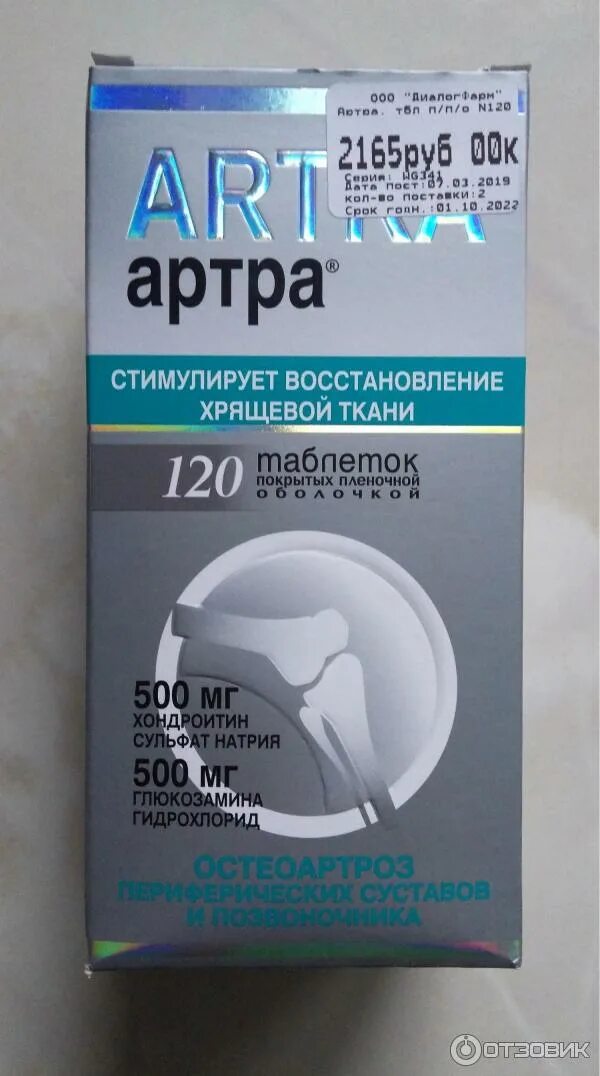 ООО "ДиалогФарм"
Артра. тбл п/п/о N120
2165руб 00к
Серия: WG341
Дата пост:07.03.2019
кол-во поставки:2
Срок годн.:01.10.2022
ARTRA
артра®
СТИМУЛИРУЕТ ВОССТАНОВЛЕНИЕ
ХРЯЩЕВОЙ ТКАНИ
120 таблеток
покрытых пленочной
оболочкой
500 мг
ХОНДРОИТИН
СУЛЬФАТ НАТРИЯ
500 мг
ГЛЮКОЗАМИНА
ГИДРОХЛОРИД
ОСТЕОАРТРОЗ
ПЕРИФЕРИЧЕСКИХ СУСТАВОВ
И ПОЗВОНОЧНИКА
ОТЗОВИК